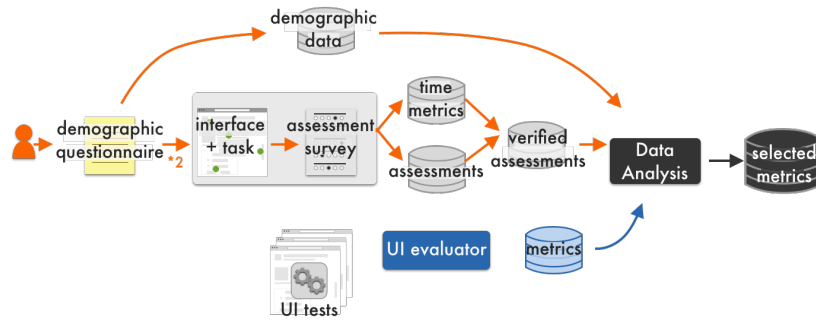 demographic
data
demographic
questionnaire
*2
interface
+ task
assessment
survey
time
metrics
assessments
verified
assessments
Data
Analysis
selected
metrics
UI tests
UI evaluator
metrics